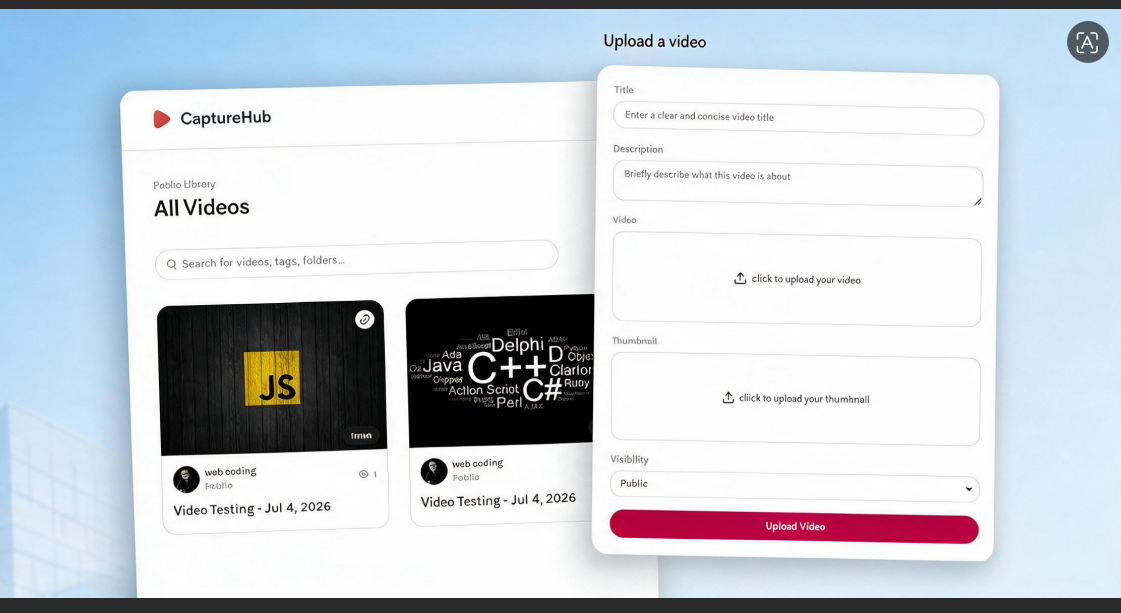 Upload a video
CaptureHub
All Videos
Search for videos, tags, folders...
JS
1min
web coding
1
Video Testing - Jul 4, 2026
Delphi
Ada
Java
C++
D
Action Script
C#
Ruby
Perl
web coding
Video Testing - Jul 4, 2026
Title
Enter a clear and concise video title
Description
Briefly describe what this video is about
Video
click to upload your video
Thumbnail
click to upload your thumbnail
Visibility
Public
Upload Video